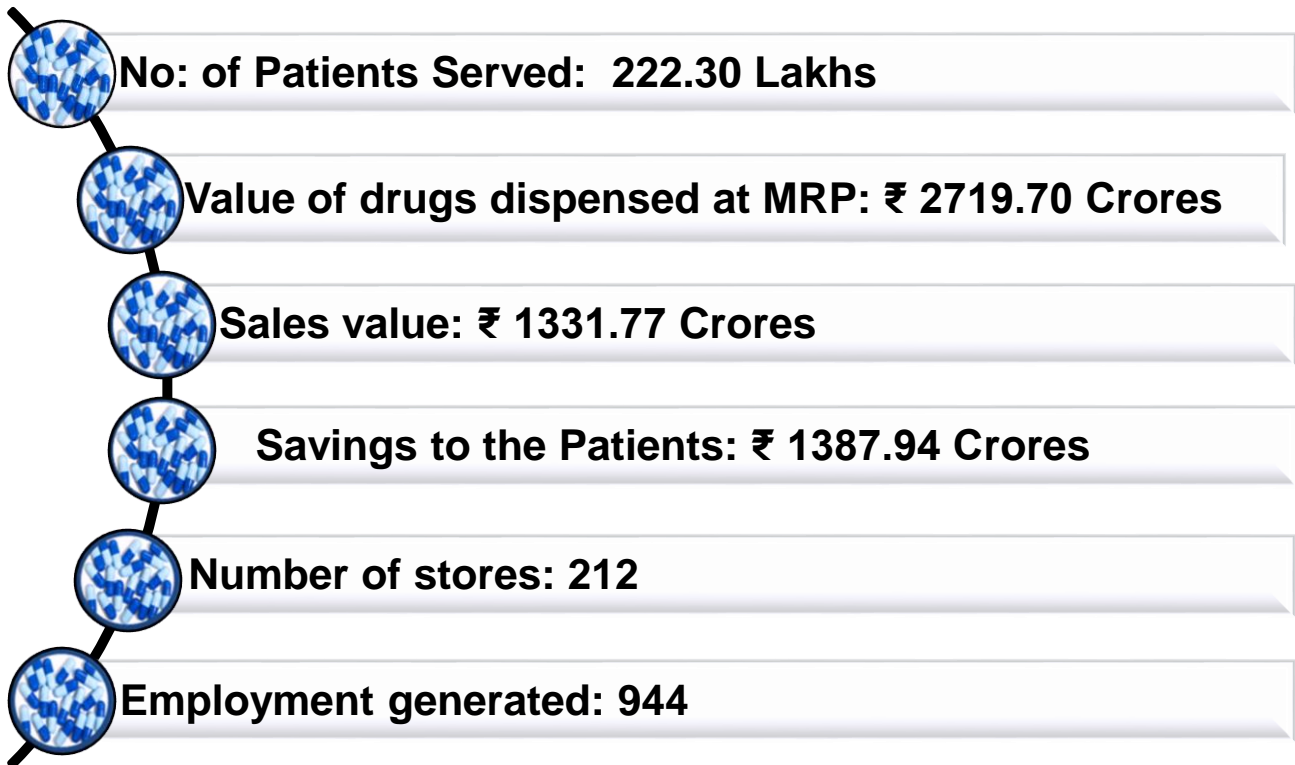 No: of Patients Served: 222.30 Lakhs
Value of drugs dispensed at MRP: ₹ 2719.70 Crores
Sales value: ₹ 1331.77 Crores
Savings to the Patients: ₹ 1387.94 Crores
Number of stores: 212
Employment generated: 944